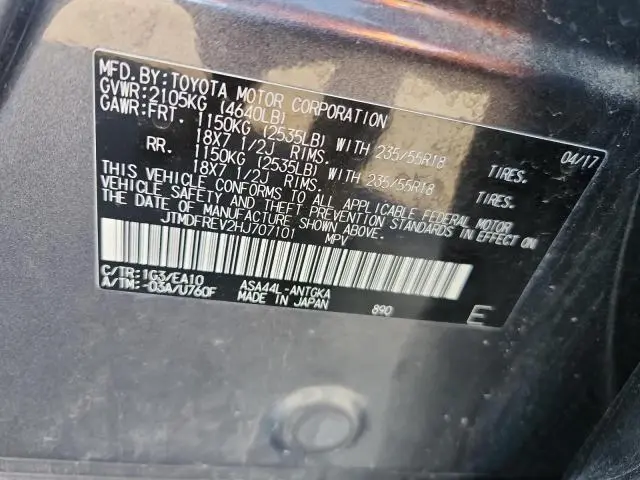 MFD. BY: TOYOTA MOTOR CORPORATION 04/17
GVWR: 2105KG (4640LB)
GAWR: FRT. 1150KG (2535LB) WITH 235/55R18 TIRES.
18X7 1/2J RIMS.
RR. 1150KG (2535LB) WITH 235/55R18 TIRES.
18X7 1/2J RIMS.
THIS VEHICLE CONFORMS TO ALL APPLICABLE FEDERAL MOTOR
VEHICLE SAFETY AND THEFT PREVENTION STANDARDS IN EFFECT ON
THE DATE OF MANUFACTURE SHOWN ABOVE.
JTMDFREV2HJ707101 MPV
C/TR: 1G3/EA10 ASA44L-ANTGKA
A/TM: -03A/U760F MADE IN JAPAN 890 E